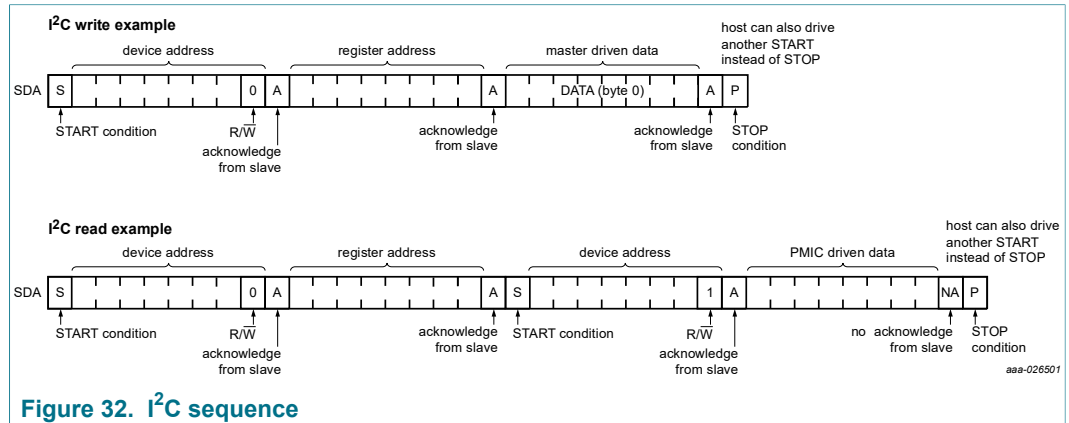 I2C write example
host can also drive
another START
instead of STOP
device address
register address
master driven data
SDA S 0 A A DATA (byte 0) A P
START condition
R/W
acknowledge
from slave
acknowledge
from slave
acknowledge
from slave
STOP
condition
I2C read example
host can also drive
another START
instead of STOP
device address
register address
device address
PMIC driven data
SDA S 0 A A S 1 A NA P
START condition
R/W
acknowledge
from slave
acknowledge
from slave
START condition
R/W
acknowledge
from slave
no acknowledge
from slave
STOP
condition
aaa-026501
Figure 32. I2C sequence